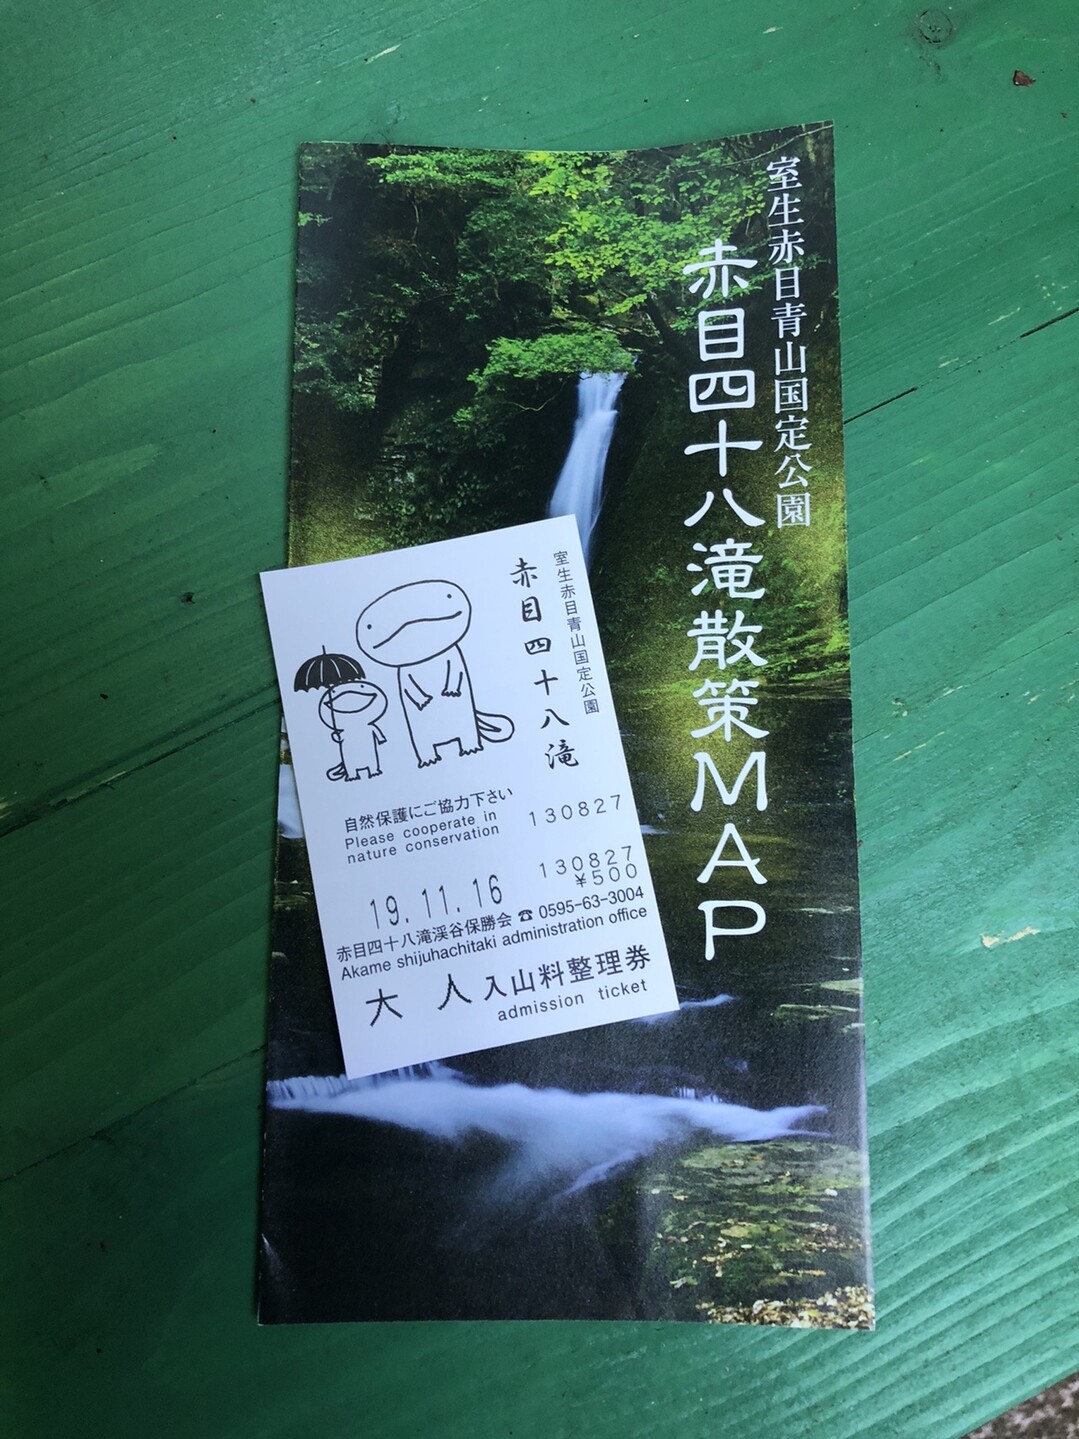 室生赤目青山国定公園
赤目四十八滝散策MAP
室生赤目青山国定公園
赤目四十八滝
自然保護にご協力下さい
Please cooperate in
nature conservation
130827
130827
¥500
19.11.16
赤目四十八滝渓谷保勝会 ☎ 0595-63-3004
Akame shijuhachitaki administration office
大 人 入山料整理券
admission ticket